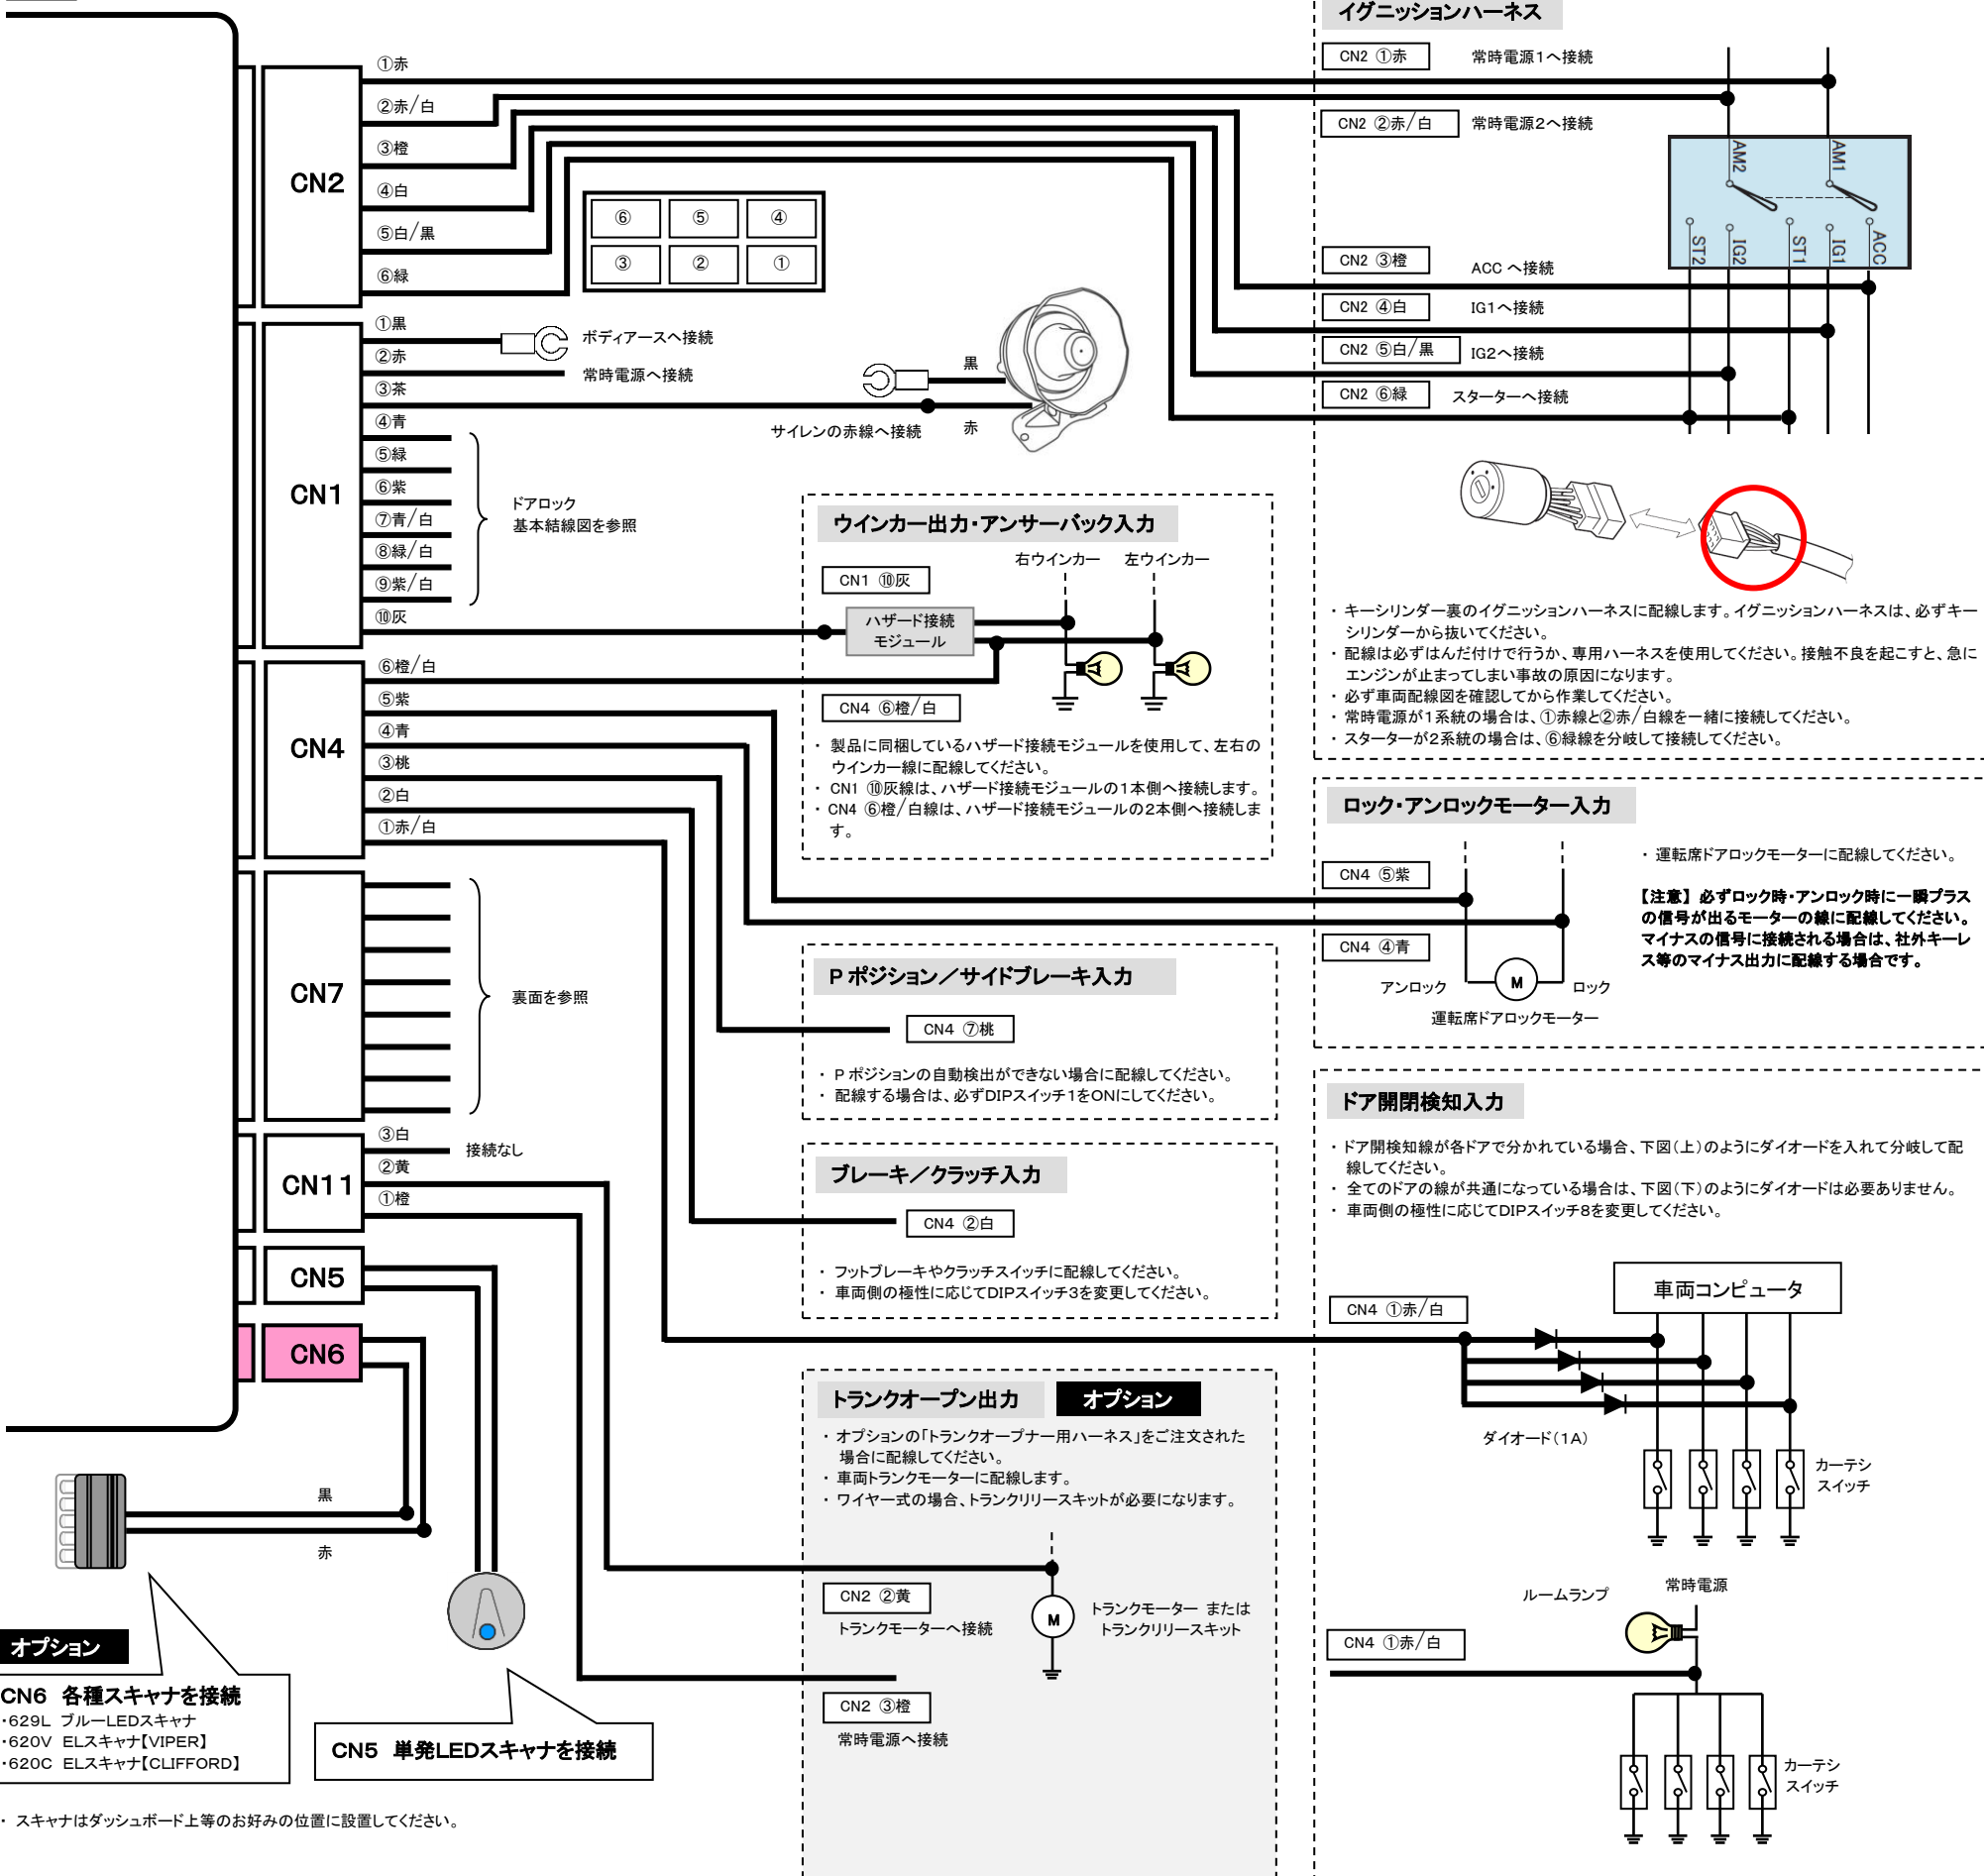 CN2
①赤
②赤/白
③橙
④白
⑤白/黒
⑥緑
⑥ ⑤ ④
③ ② ①
CN1
①黒
ボディアースへ接続
②赤
常時電源へ接続
③茶
黒
サイレンの赤線へ接続
赤
④青
⑤緑
⑥紫
⑦青/白
⑧緑/白
⑨紫/白
⑩灰
ドアロック
基本結線図を参照
CN4
⑥橙/白
⑤紫
④青
③桃
②白
①赤/白
CN7
裏面を参照
CN11
③白
接続なし
②黄
①橙
CN5
CN6
黒
赤
オプション
CN6 各種スキャナを接続
・629L ブルーLEDスキャナ
・620V ELスキャナ【VIPER】
・620C ELスキャナ【CLIFFORD】
CN5 単発LEDスキャナを接続
・ スキャナはダッシュボード上等のお好みの位置に設置してください。
ウインカー出力・アンサーバック入力
右ウインカー 左ウインカー
CN1 ⑩灰
ハザード接続
モジュール
CN4 ⑥橙/白
・ 製品に同梱しているハザード接続モジュールを使用して、左右の
ウインカー線に配線してください。
・ CN1 ⑩灰線は、ハザード接続モジュールの1本側へ接続します。
・ CN4 ⑥橙/白線は、ハザード接続モジュールの2本側へ接続しま
す。
P ポジション／サイドブレーキ入力
CN4 ⑦桃
・ P ポジションの自動検出ができない場合に配線してください。
・ 配線する場合は、必ずDIPスイッチ1をONにしてください。
ブレーキ／クラッチ入力
CN4 ②白
・ フットブレーキやクラッチスイッチに配線してください。
・ 車両側の極性に応じてDIPスイッチ3を変更してください。
トランクオープン出力 オプション
・ オプションの「トランクオープナー用ハーネス」をご注文された
場合に配線してください。
・ 車両トランクモーターに配線します。
・ ワイヤー式の場合、トランクリリースキットが必要になります。
CN2 ②黄
トランクモーターへ接続
M
トランクモーター または
トランクリリースキット
CN2 ③橙
常時電源へ接続
イグニッションハーネス
CN2 ①赤 常時電源1へ接続
CN2 ②赤/白 常時電源2へ接続
AM2 AM1
ST2 IG2 ST1 IG1 ACC
CN2 ③橙 ACC へ接続
CN2 ④白 IG1へ接続
CN2 ⑤白/黒 IG2へ接続
CN2 ⑥緑 スターターへ接続
・ キーシリンダー裏のイグニッションハーネスに配線します。イグニッションハーネスは、必ずキー
シリンダーから抜いてください。
・ 配線は必ずはんだ付けで行うか、専用ハーネスを使用してください。接触不良を起こすと、急に
エンジンが止まってしまい事故の原因になります。
・ 必ず車両配線図を確認してから作業してください。
・ 常時電源が1系統の場合は、①赤線と②赤/白線を一緒に接続してください。
・ スターターが2系統の場合は、⑥緑線を分岐して接続してください。
ロック・アンロックモーター入力
CN4 ⑤紫
CN4 ④青
アンロック M ロック
運転席ドアロックモーター
・ 運転席ドアロックモーターに配線してください。
【注意】 必ずロック時・アンロック時に一瞬プラス
の信号が出るモーターの線に配線してください。
マイナスの信号に接続される場合は、社外キーレ
ス等のマイナス出力に配線する場合です。
ドア開閉検知入力
・ ドア開検知線が各ドアで分かれている場合、下図（上）のようにダイオードを入れて分岐して配
線してください。
・ 全てのドアの線が共通になっている場合は、下図（下）のようにダイオードは必要ありません。
・ 車両側の極性に応じてDIPスイッチ8を変更してください。
車両コンピュータ
CN4 ①赤/白
ダイオード（1A）
カーテシ
スイッチ
ルームランプ
常時電源
CN4 ①赤/白
カーテシ
スイッチ